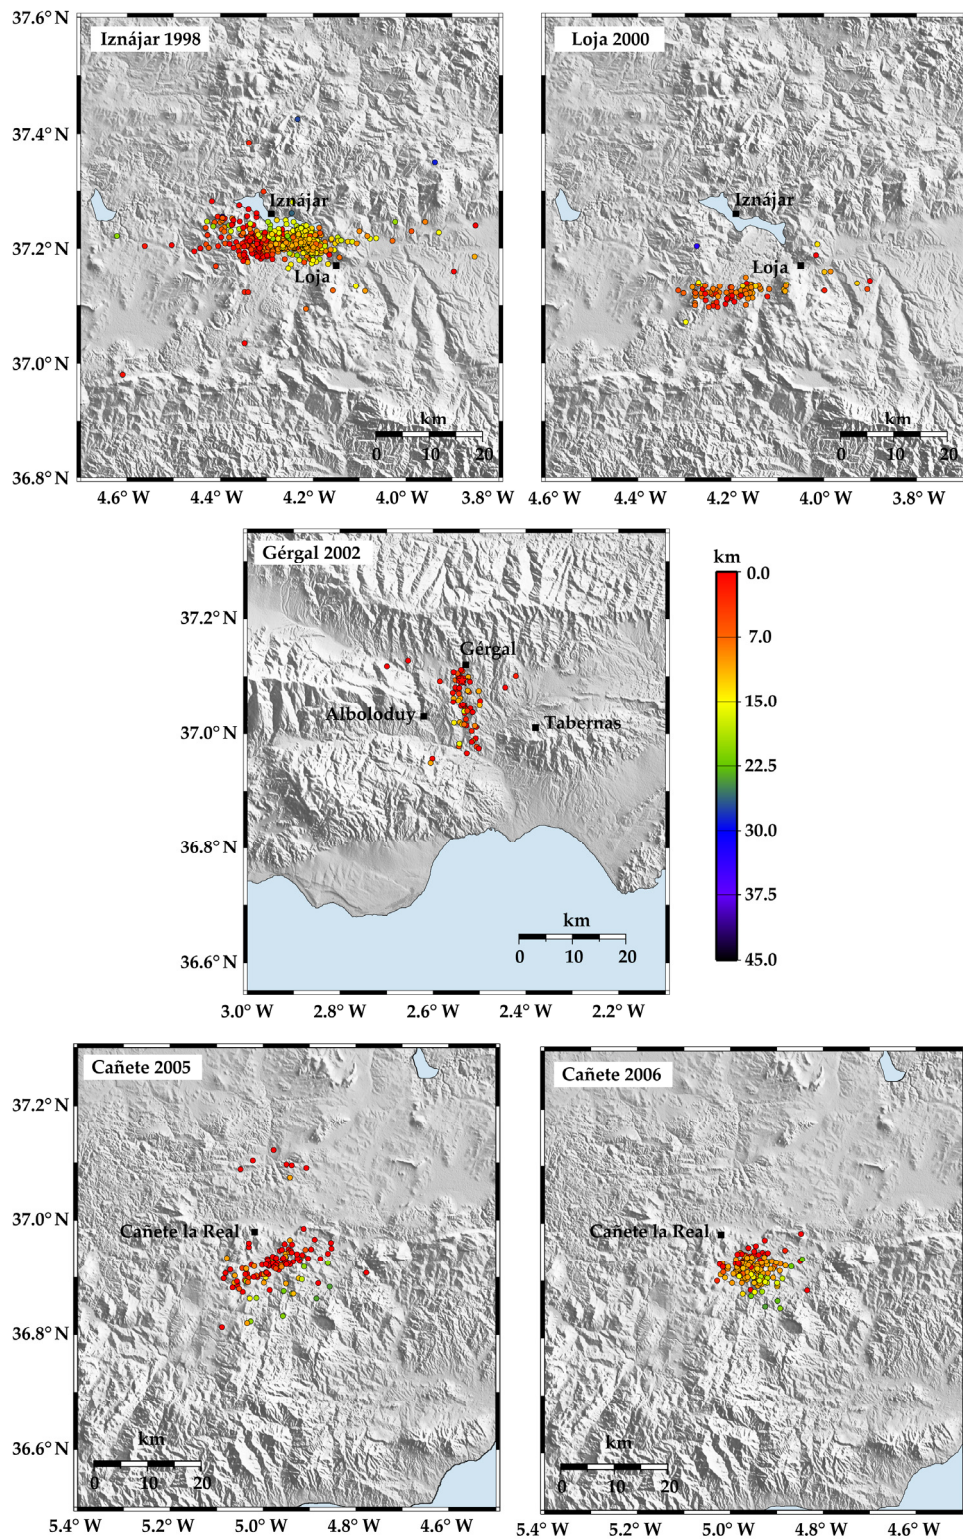 Iznájar 1998
Loja 2000
37.6° N
37.4° N
37.2° N
37.0° N
36.8° N
Iznájar
Loja
km
0 10 20
4.6° W 4.4° W 4.2° W 4.0° W 3.8° W
Iznájar
Loja
km
0 10 20
4.6° W 4.4° W 4.2° W 4.0° W 3.8° W
Gérgal 2002
37.2° N
37.0° N
36.8° N
36.6° N
Gérgal
Alboloduy
Tabernas
km
0 10 20
3.0° W 2.8° W 2.6° W 2.4° W 2.2° W
km
0.0
7.0
15.0
22.5
30.0
37.5
45.0
Cañete 2005
37.2° N
37.0° N
36.8° N
36.6° N
Cañete la Real
km
0 10 20
5.4° W 5.2° W 5.0° W 4.8° W 4.6° W
Cañete 2006
Cañete la Real
km
0 10 20
5.2° W 5.0° W 4.8° W 4.6° W